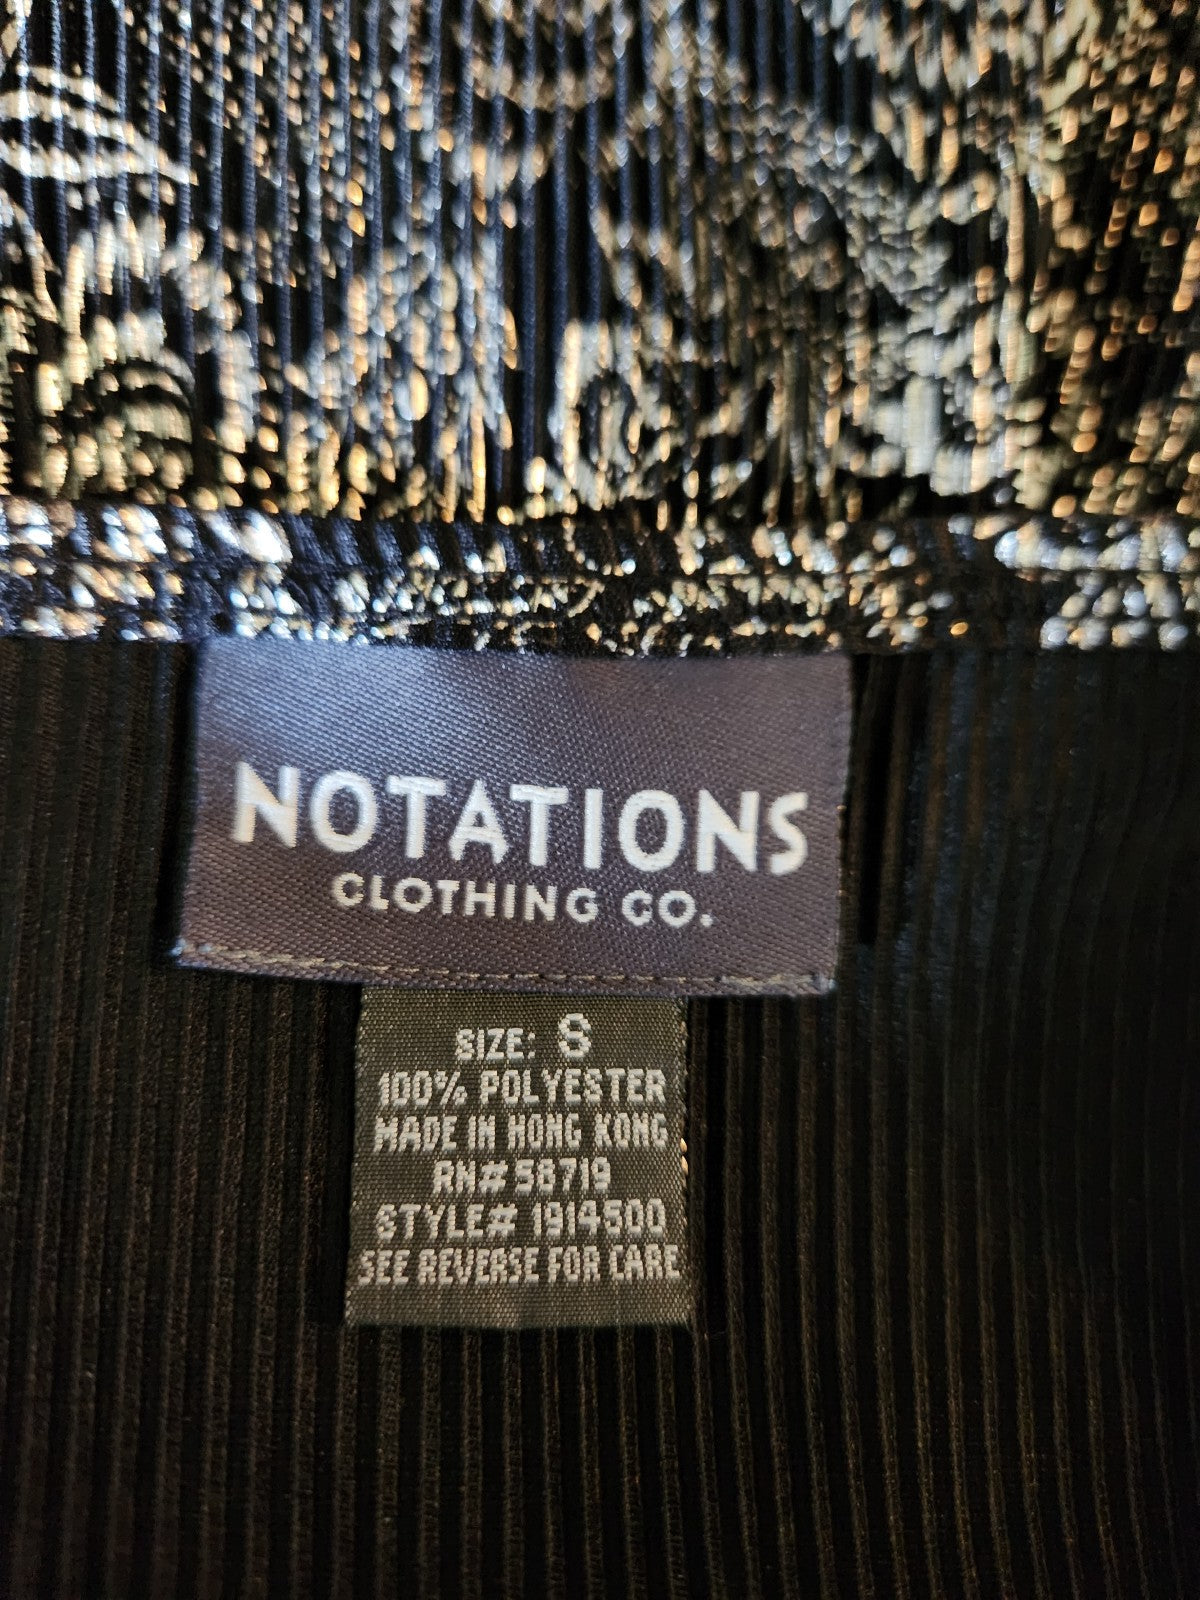 NOTATIONS
CLOTHING CO.
SIZE: S
100% POLYESTER
MADE IN HONG KONG
RN# 58719
STYLE# 1914500
SEE REVERSE FOR CARE